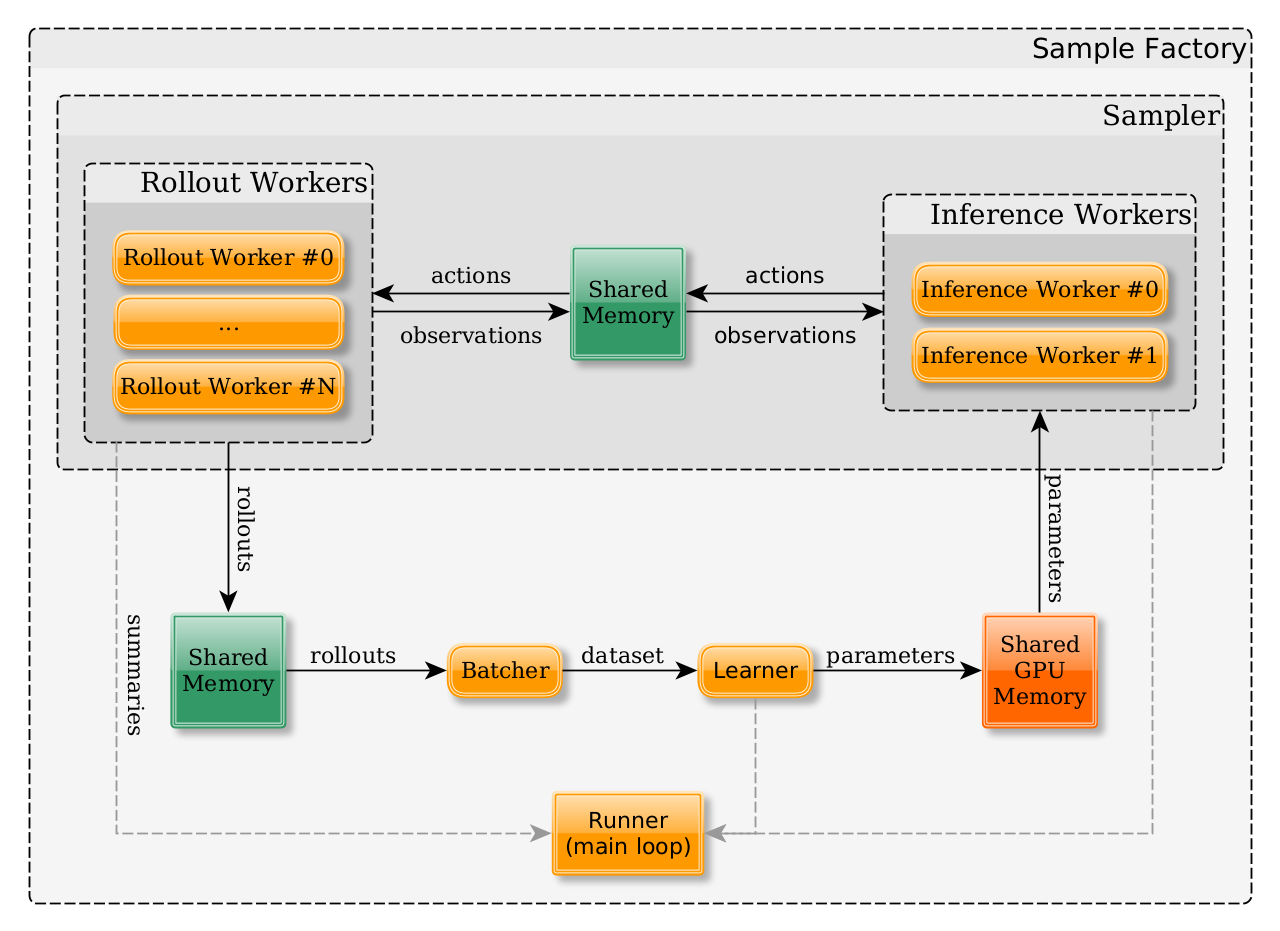 Sample Factory
Sampler
Rollout Workers
Inference Workers
Rollout Worker #0
...
Rollout Worker #N
actions
observations
Shared
Memory
actions
observations
Inference Worker #0
Inference Worker #1
rollouts
parameters
summaries
Shared
Memory
rollouts
Batcher
dataset
Learner
parameters
Shared
GPU
Memory
Runner
(main loop)